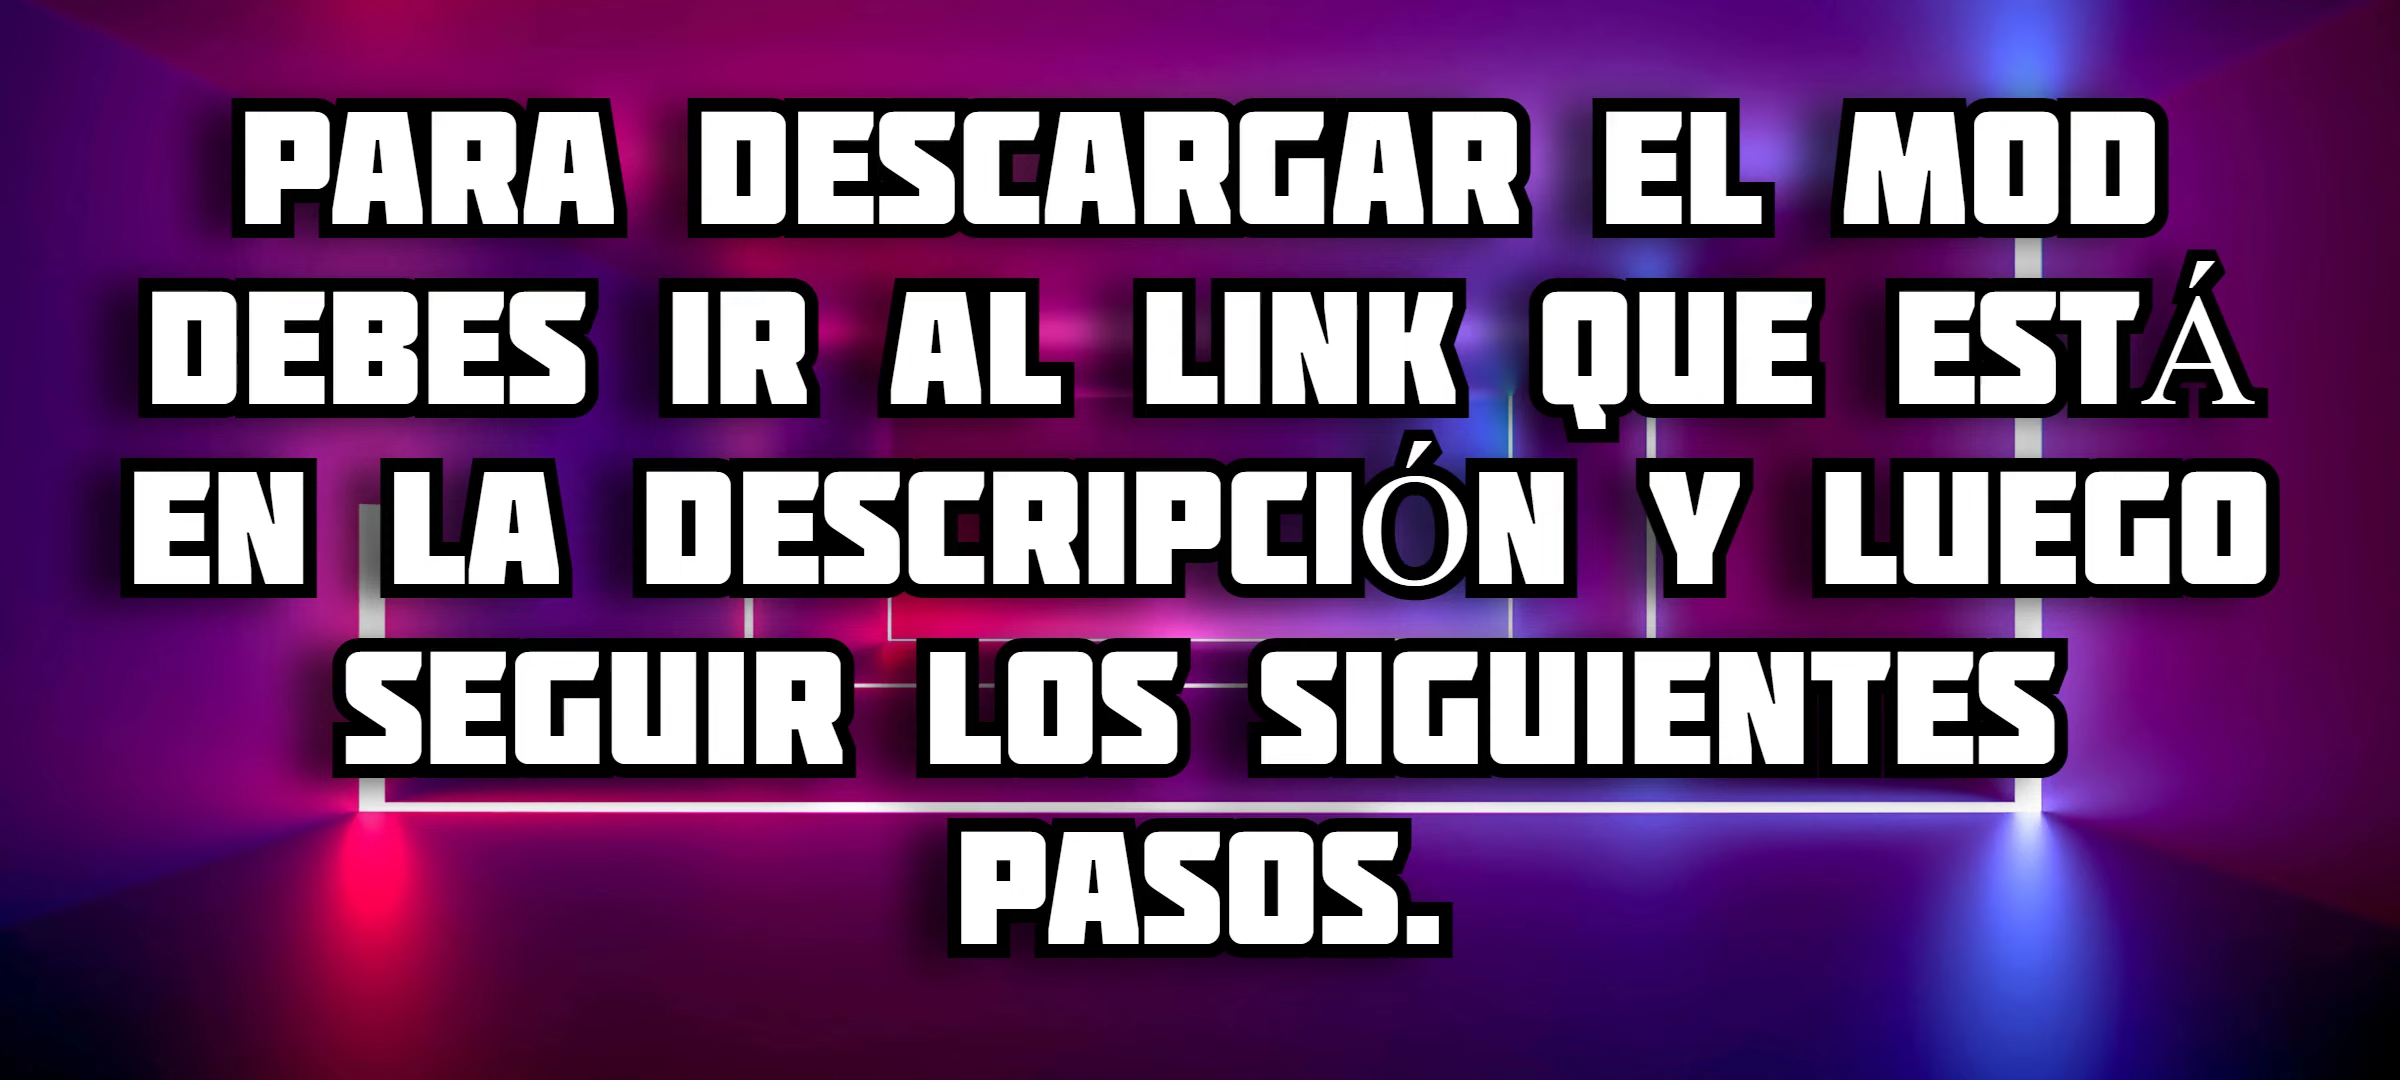 PARA DESCARGAR EL MOD
DEBES IR AL LINK QUE ESTÁ
EN LA DESCRIPCIÓN Y LUEGO
SEGUIR LOS SIGUIENTES
PASOS.